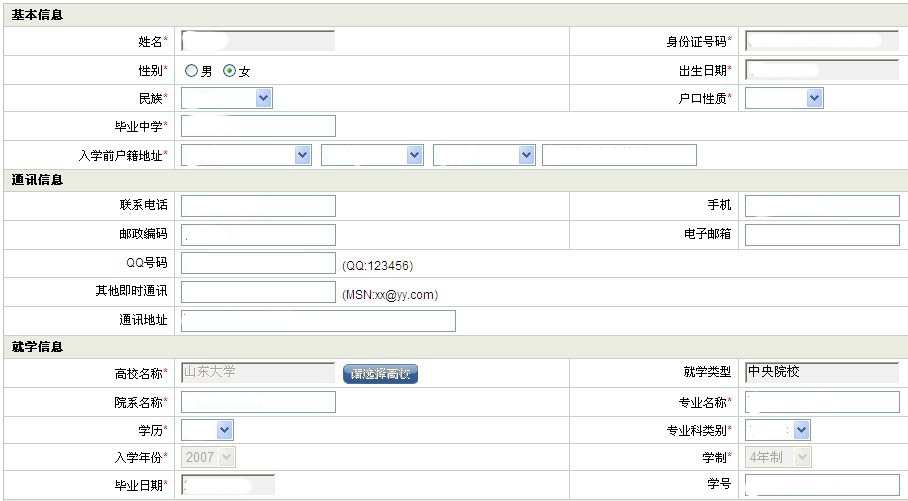 基本信息
姓名* 身份证号码*
性别* 男 女 出生日期*
民族* 户口性质*
毕业中学*
入学前户籍地址*
通讯信息
联系电话 手机
邮政编码 电子邮箱
QQ号码 (QQ:123456)
其他即时通讯 (MSN:xx@yy.com)
通讯地址
就学信息
高校名称* 山东大学 请选择高校 就学类型 中央院校
院系名称* 专业名称*
学历* 专业科类别*
入学年份* 2007 学制* 4年制
毕业日期* 学号